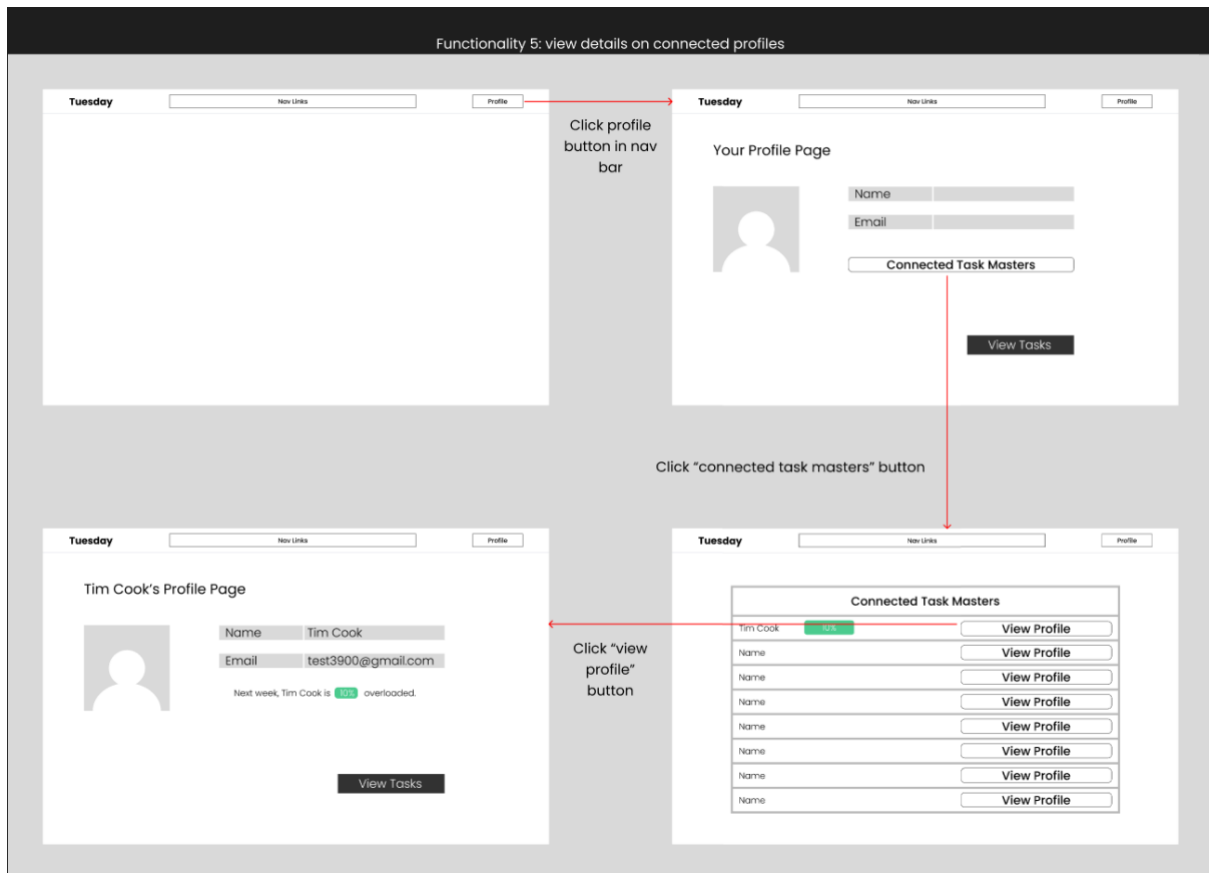 Functionality 5: view details on connected profiles
Tuesday
Nav Links
Profile
Click profile
button in nav
bar
Tuesday
Nav Links
Profile
Your Profile Page
Name
Email
Connected Task Masters
View Tasks
Click “connected task masters” button
Tuesday
Nav Links
Profile
Connected Task Masters
Tim Cook 10% View Profile
Name View Profile
Name View Profile
Name View Profile
Name View Profile
Name View Profile
Name View Profile
Name View Profile
Click “view
profile”
button
Tuesday
Nav Links
Profile
Tim Cook’s Profile Page
Name Tim Cook
Email test3900@gmail.com
Next week, Tim Cook is 10% overloaded.
View Tasks